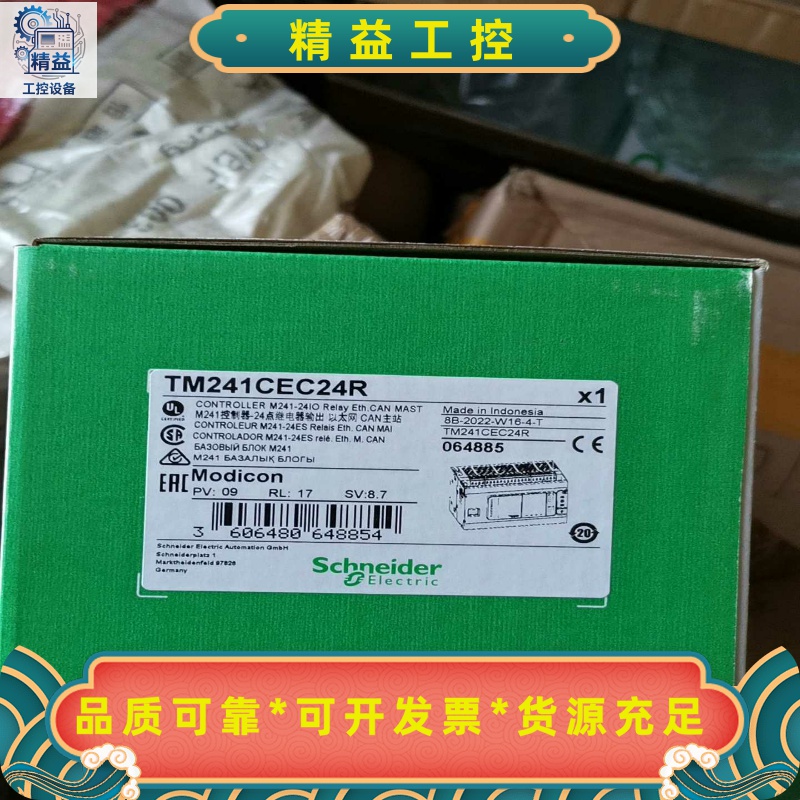 精益工控
精益
工控设备
TM241CEC24R
x1
CONTROLLER M241-24IO Relay Eth.CAN MAST
M241控制器-24点继电器输出 以太网 CAN主站
CONTROLEUR M241-24ES Relais Eth. CAN MAI
CONTROLADOR M241-24ES relé. Eth. M. CAN
БАЗОВЫЙ БЛОК M241
M241 БАЗАЛЫҚ БЛОГЫ
Made in Indonesia
8B-2022-W16-4-T
TM241CEC24R
064885
CE
UL
EAC
Modicon
PV: 09 RL: 17 SV:8.7
3 606480 648854
20
Schneider Electric Automation GmbH
Schneiderplatz 1
Marktheidenfeld 97828
Germany
Schneider
Electric
品质可靠*可开发票*货源充足